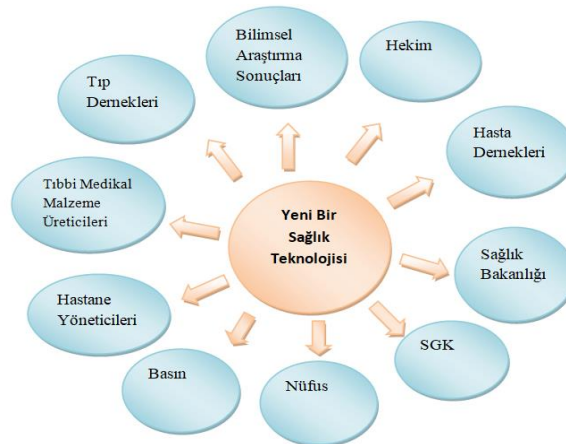 Bilimsel
Araştırma
Sonuçları
Hekim
Tıp
Dernekleri
Hasta
Dernekleri
Tıbbi Medikal
Malzeme
Üreticileri
Yeni Bir
Sağlık
Teknolojisi
Sağlık
Bakanlığı
Hastane
Yöneticileri
SGK
Basın
Nüfus